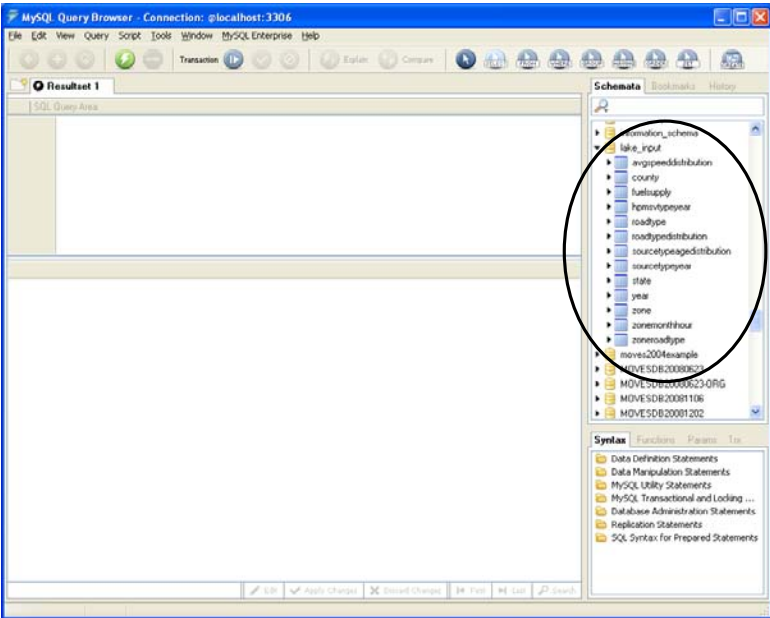 MySQL Query Browser - Connection: @localhost:3306
File Edit View Query Script Tools Window MySQL Enterprise Help
Transaction Explain Compare
Resultset 1
SQL Query Area
Schemata Bookmarks History
information_schema
lake_input
avgspeeddistribution
county
fuelsupply
hpmsvtypeyear
roadtype
roadtypedistribution
sourcetypeagedistribution
sourcetypeyear
state
year
zone
zonemonthhour
zoneroadtype
moves2004example
MOVESDB20080623
MOVESDB20080623-ORG
MOVESDB20081106
MOVESDB20081202
Syntax Functions Params Trx
Data Definition Statements
Data Manipulation Statements
MySQL Utility Statements
MySQL Transactional and Locking ...
Database Administration Statements
Replication Statements
SQL Syntax for Prepared Statements
Edit Apply Changes Discard Changes First Last Search